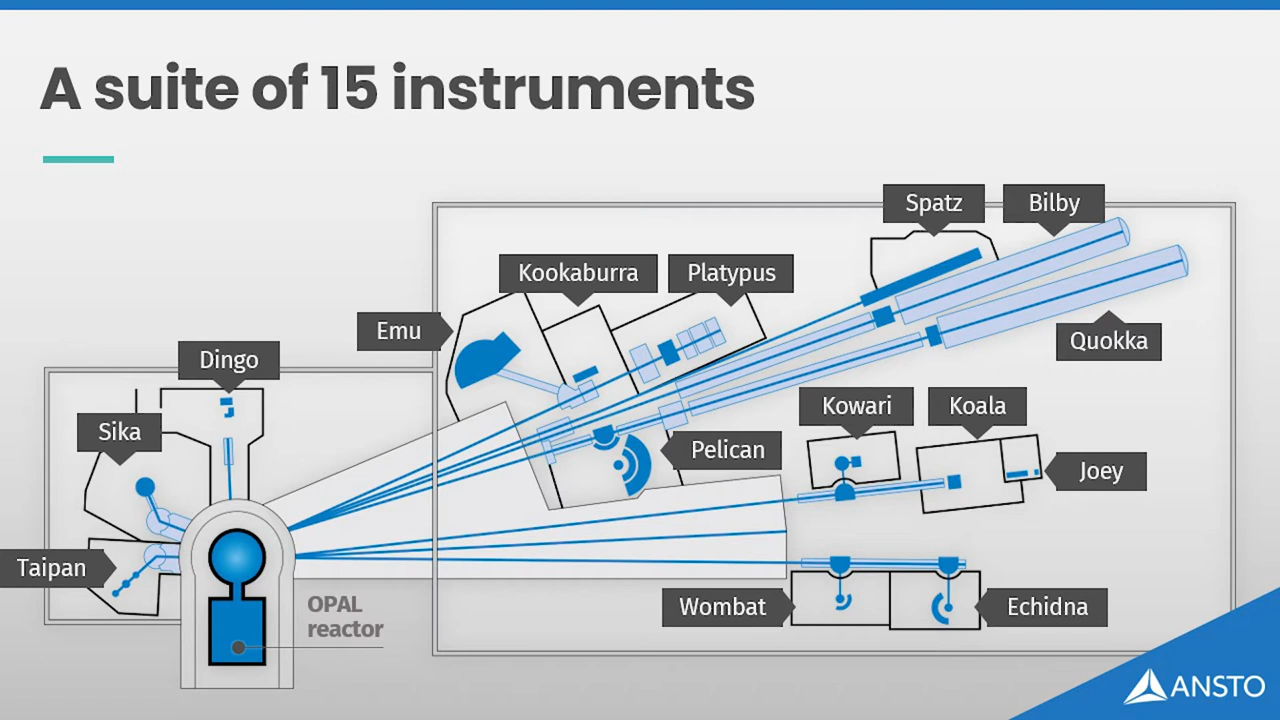 A suite of 15 instruments
Spatz
Bilby
Kookaburra
Platypus
Emu
Quokka
Dingo
Kowari
Koala
Sika
Pelican
Joey
Taipan
OPAL
reactor
Wombat
Echidna
ANSTO